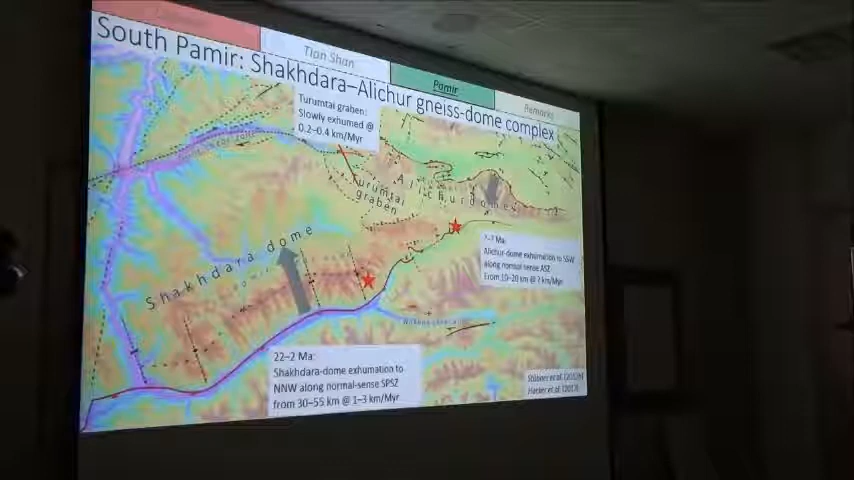 Tian Shan
Pamir
Remarks
South Pamir: Shakhdara–Alichur gneiss-dome complex
Turumtai graben:
Slowly exhumed @
0.2–0.4 km/Myr
Turumtai
graben
Alichur dome
Shakhdara dome
Alichur-dome exhumation to SSW
along normal-sense ASZ
From 10–20 km @ ? km/Myr
22–2 Ma:
Shakhdara-dome exhumation to
NNW along normal-sense SPSZ
from 30–55 km @ 1–3 km/Myr